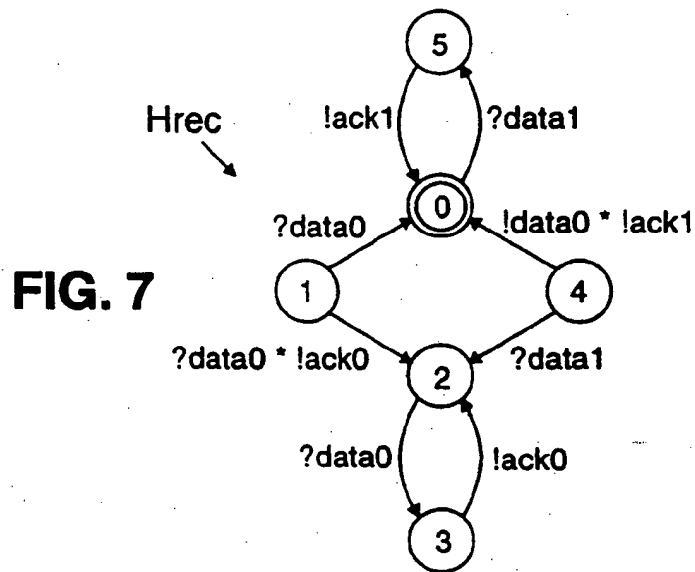 5
Hrec
!ack1
?data1
0
?data0
!data0 * !ack1
FIG. 7
1
4
?data0 * !ack0
?data1
2
?data0
!ack0
3